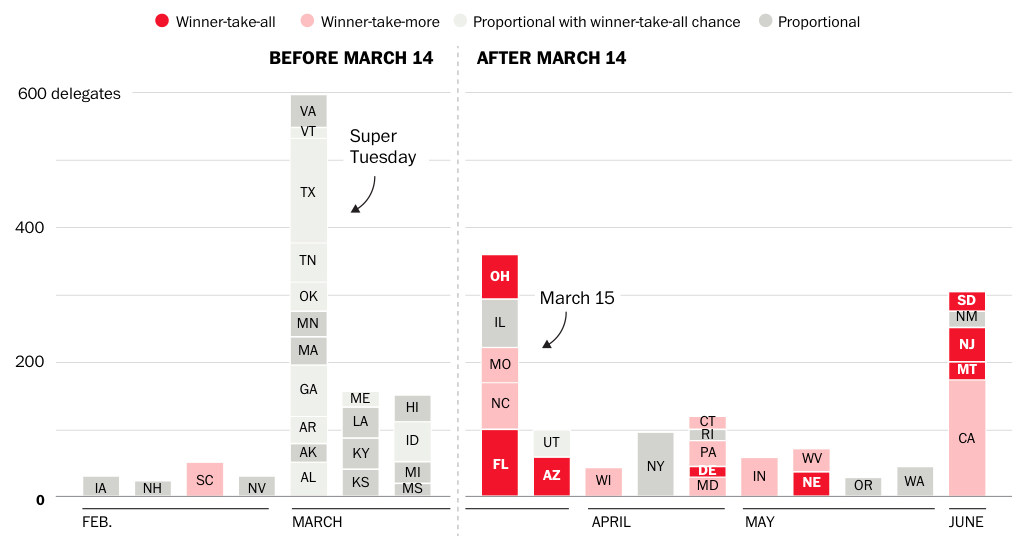 Winner-take-all Winner-take-more Proportional with winner-take-all chance Proportional
BEFORE MARCH 14 AFTER MARCH 14
600 delegates
400
200
0
Super
Tuesday
March 15
IA
NH
SC
NV
VA
VT
TX
TN
OK
MN
MA
GA
AR
AK
AL
ME
LA
KY
KS
HI
ID
MI
MS
OH
IL
MO
NC
FL
UT
AZ
WI
NY
CT
RI
PA
DE
MD
IN
WV
NE
OR
WA
SD
NM
NJ
MT
CA
FEB. MARCH APRIL MAY JUNE